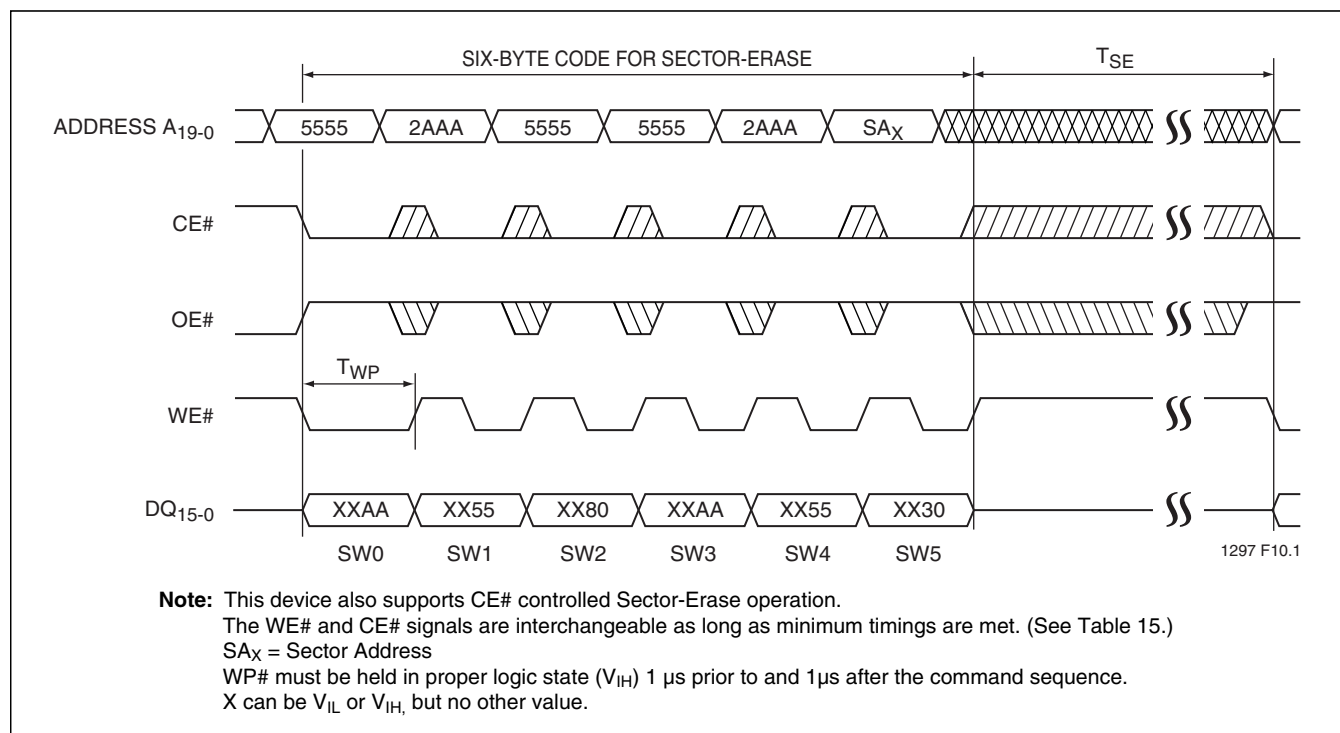 SIX-BYTE CODE FOR SECTOR-ERASE TSE
ADDRESS A19-0 5555 2AAA 5555 5555 2AAA SAX
CE#
OE#
TWP
WE#
DQ15-0 XXAA XX55 XX80 XXAA XX55 XX30
SW0 SW1 SW2 SW3 SW4 SW5
1297 F10.1
Note: This device also supports CE# controlled Sector-Erase operation.
The WE# and CE# signals are interchangeable as long as minimum timings are met. (See Table 15.)
SAX = Sector Address
WP# must be held in proper logic state (VIH) 1 µs prior to and 1µs after the command sequence.
X can be VIL or VIH, but no other value.